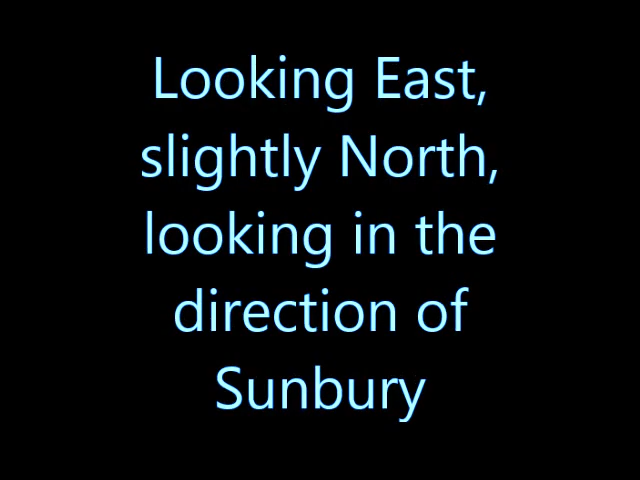 Looking East,
slightly North,
looking in the
direction of
Sunbury